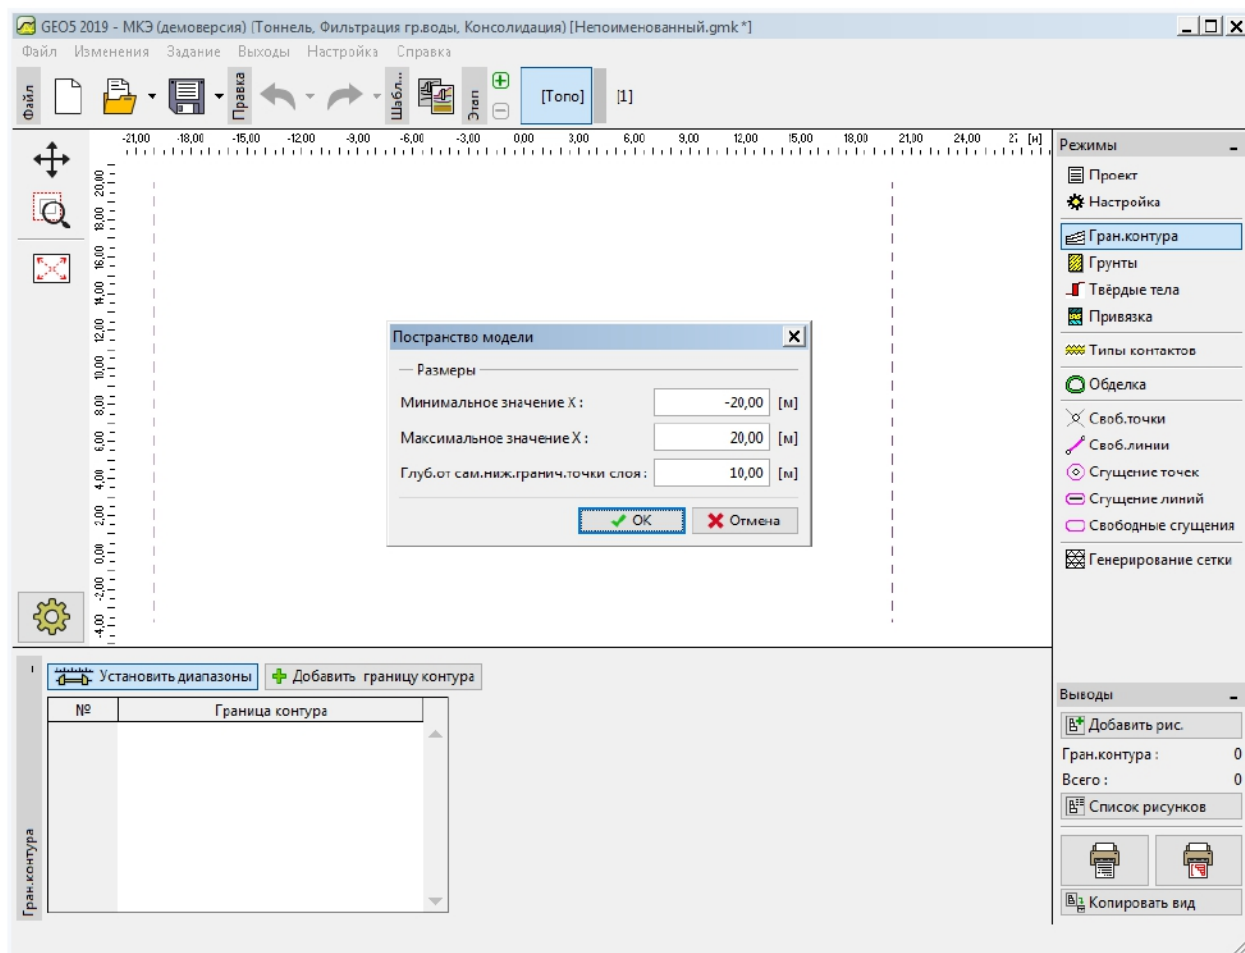 GEO5 2019 - МКЭ (демоверсия) [Тоннель, Фильтрация гр.воды, Консолидация] [Непоименованный.gmk *]
Файл Изменения Задание Выходы Настройка Справка
Файл
Правка
Шабл...
Этап
[Топо]
[1]
-21,00 -18,00 -15,00 -12,00 -9,00 -6,00 -3,00 0,00 3,00 6,00 9,00 12,00 15,00 18,00 21,00 24,00 [м]
20,00
18,00
16,00
14,00
12,00
10,00
8,00
6,00
4,00
2,00
0,00
-2,00
-4,00
Постранство модели
Размеры
Минимальное значение X : -20,00 [м]
Максимальное значение X : 20,00 [м]
Глуб.от сам.ниж.гранич.точки слоя : 10,00 [м]
OK
Отмена
Режимы
Проект
Настройка
Гран.контура
Грунты
Твёрдые тела
Привязка
Типы контактов
Обделка
Своб.точки
Своб.линии
Сгущение точек
Сгущение линий
Свободные сгущения
Генерирование сетки
Установить диапазоны
Добавить границу контура
№ Граница контура
Гран.контура
Выводы
Добавить рис.
Гран.контура : 0
Всего : 0
Список рисунков
Копировать вид